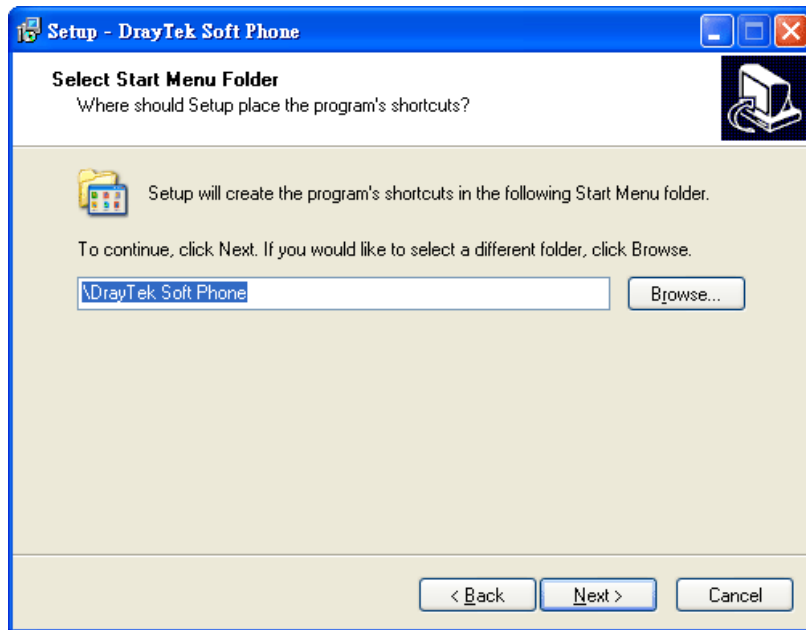 Setup - DrayTek Soft Phone
Select Start Menu Folder
Where should Setup place the program's shortcuts?
Setup will create the program's shortcuts in the following Start Menu folder.
To continue, click Next. If you would like to select a different folder, click Browse.
\DrayTek Soft Phone
Browse...
< Back
Next >
Cancel